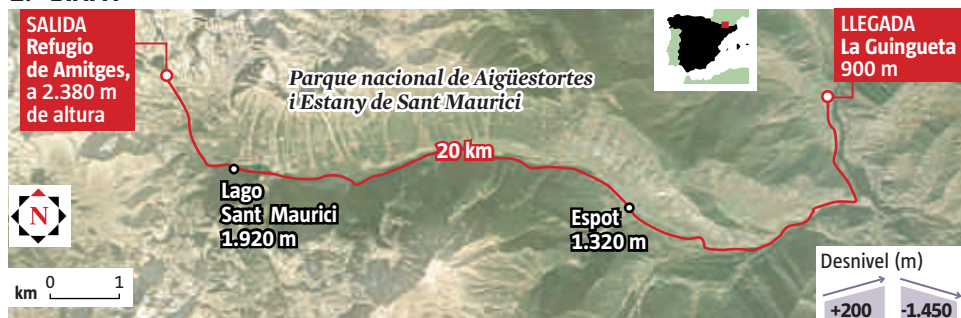 SALIDA
Refugio
de Amitges,
a 2.380 m
de altura
Parque nacional de Aigüestortes
i Estany de Sant Maurici
LLEGADA
La Guingueta
900 m
20 km
Lago
Sant Maurici
1.920 m
Espot
1.320 m
N
km 0 1
Desnivel (m)
+200 -1.450